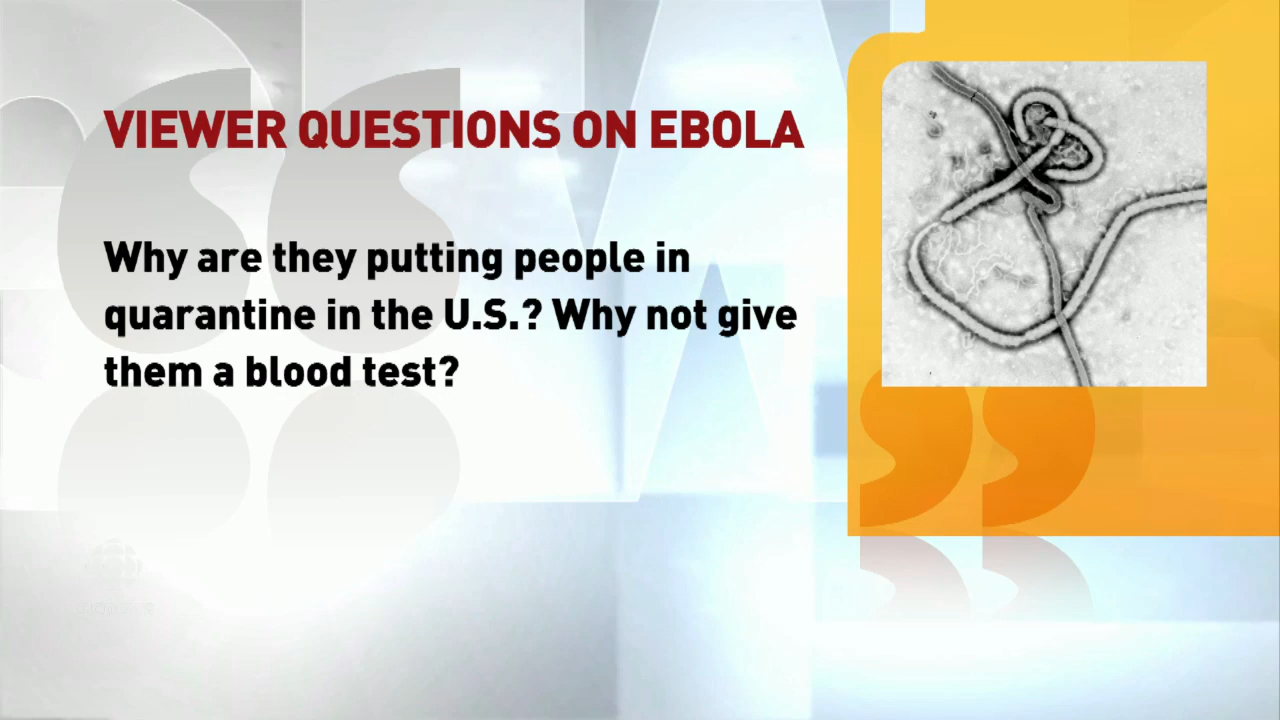 VIEWER QUESTIONS ON EBOLA
Why are they putting people in
quarantine in the U.S.? Why not give
them a blood test?